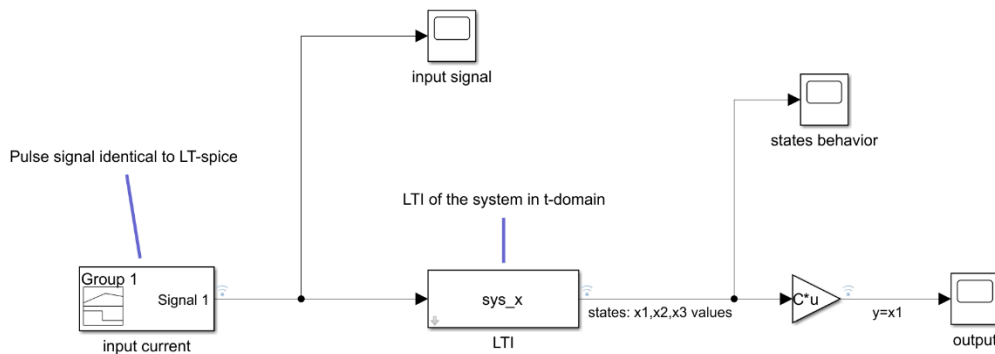 input signal
states behavior
Pulse signal identical to LT-spice
LTI of the system in t-domain
Group 1
Signal 1
input current
sys_x
LTI
states: x1,x2,x3 values
C*u
y=x1
output